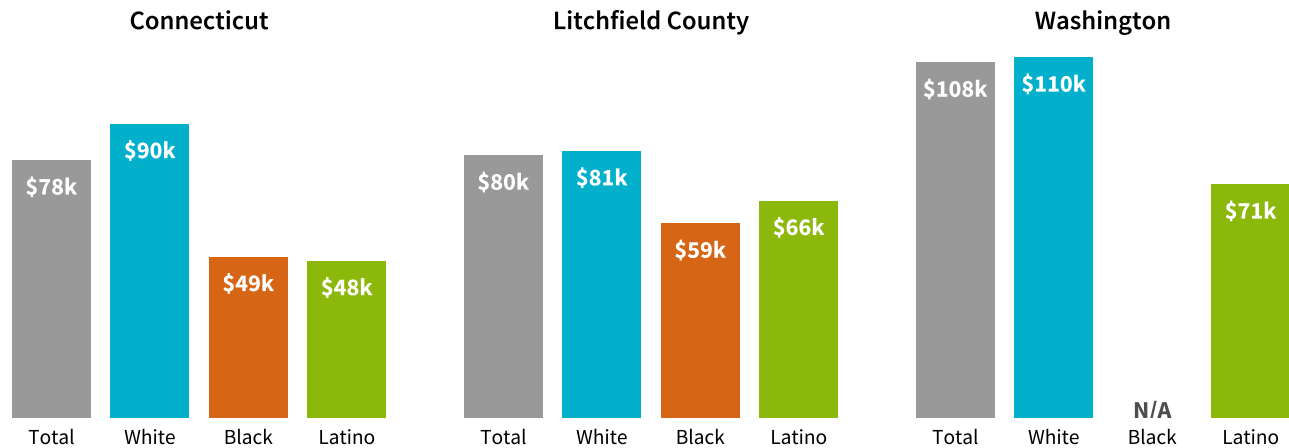 Connecticut
$78k
$90k
$49k
$48k
Total White Black Latino
Litchfield County
$80k
$81k
$59k
$66k
Total White Black Latino
Washington
$108k
$110k
N/A
$71k
Total White Black Latino